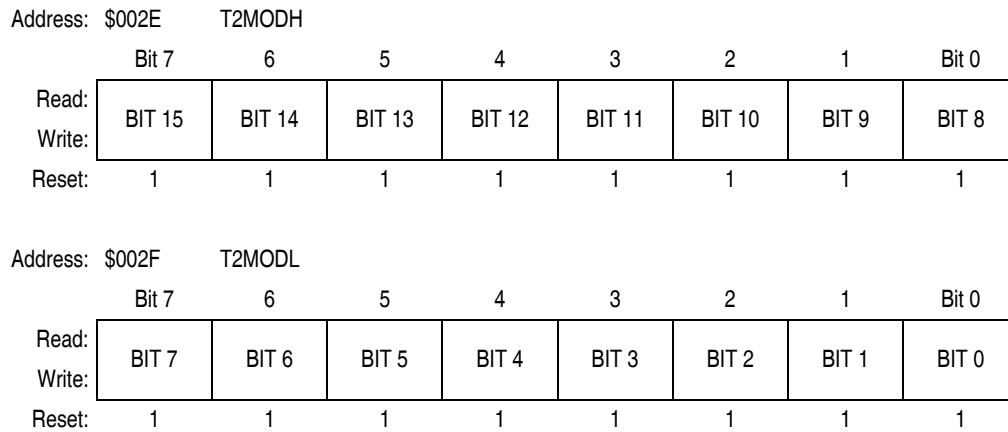 Address: $002E T2MODH
Bit 7 6 5 4 3 2 1 Bit 0
Read:
BIT 15 BIT 14 BIT 13 BIT 12 BIT 11 BIT 10 BIT 9 BIT 8
Write:
Reset: 1 1 1 1 1 1 1 1
Address: $002F T2MODL
Bit 7 6 5 4 3 2 1 Bit 0
Read:
BIT 7 BIT 6 BIT 5 BIT 4 BIT 3 BIT 2 BIT 1 BIT 0
Write:
Reset: 1 1 1 1 1 1 1 1